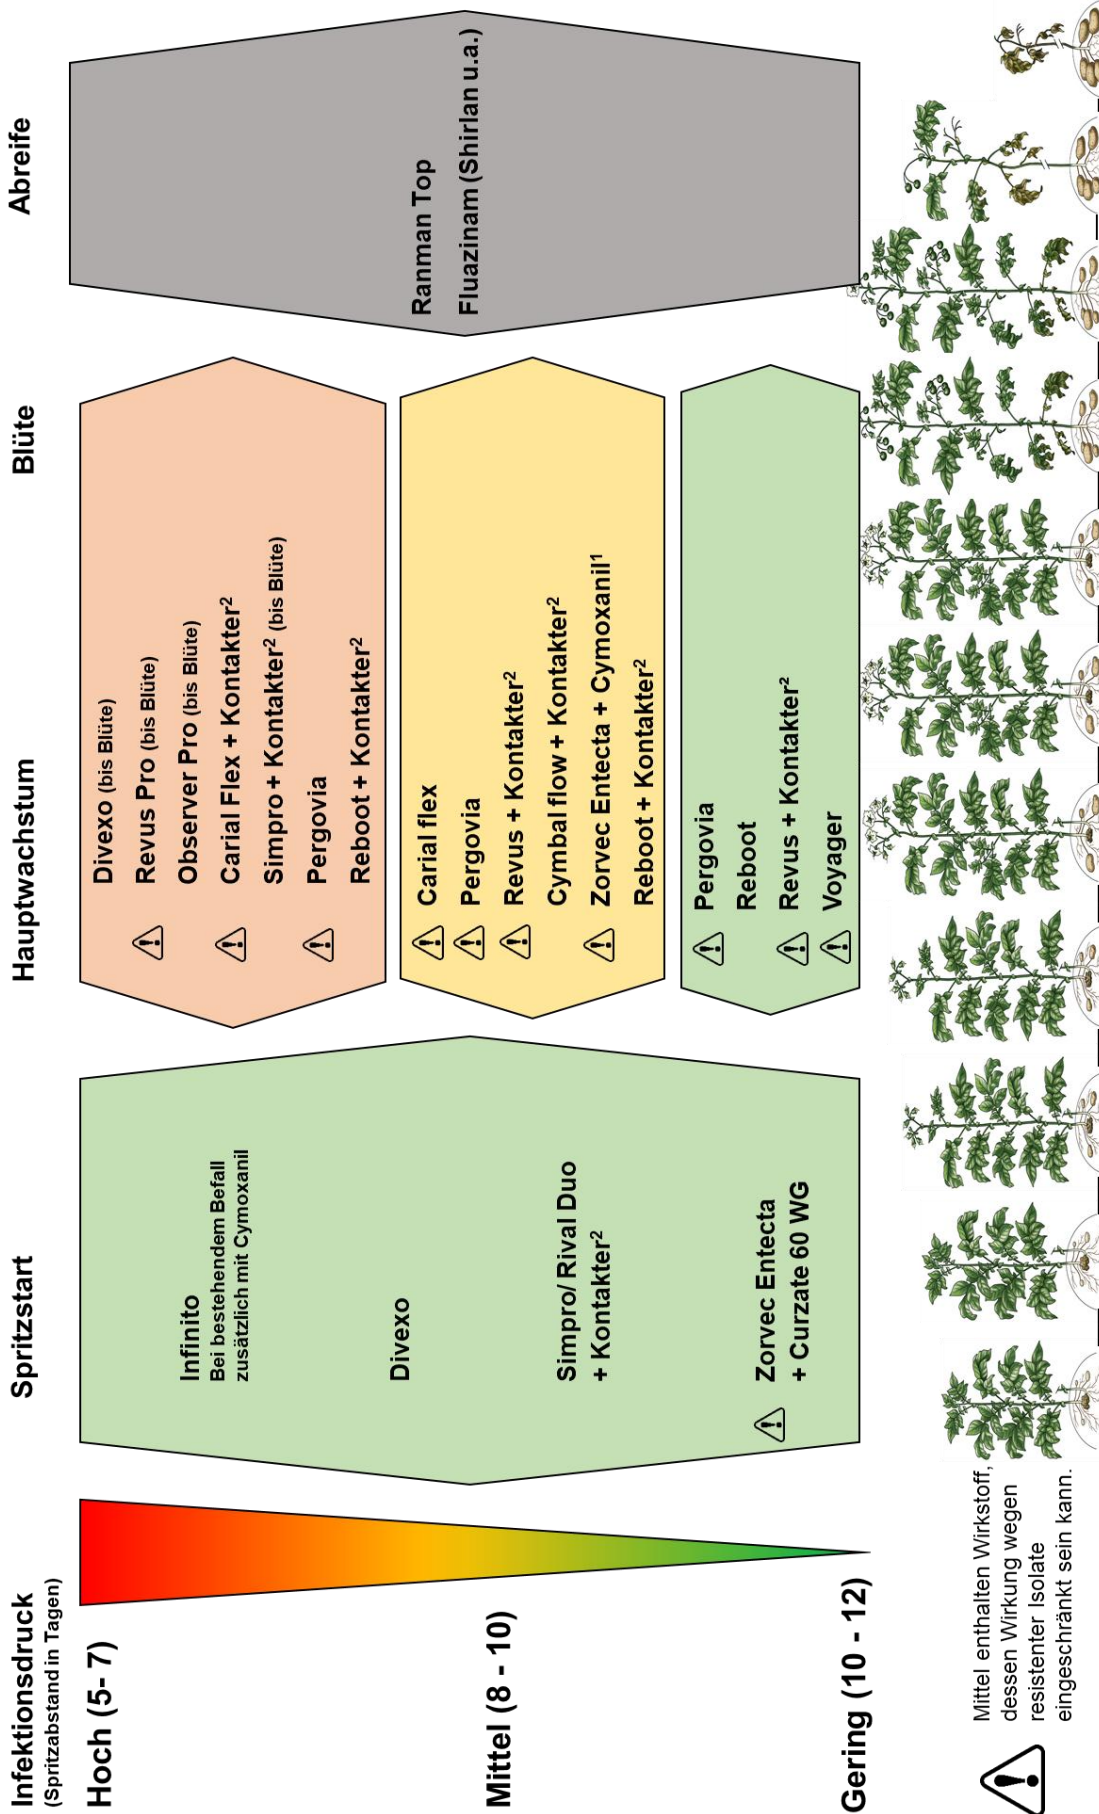 Infektionsdruck
(Spritzabstand in Tagen)
Spritzstart
Hauptwachstum
Blüte
Abreife
Hoch (5- 7)
Mittel (8 - 10)
Gering (10 - 12)
Infinito
Bei bestehendem Befall
zusätzlich mit Cymoxanil
Divexo
Simpro/ Rival Duo
+ Kontakter²
Zorvec Entecta
+ Curzate 60 WG
Divexo (bis Blüte)
Revus Pro (bis Blüte)
Observer Pro (bis Blüte)
Carial Flex + Kontakter²
Simpro + Kontakter² (bis Blüte)
Pergovia
Reboot + Kontakter²
Carial flex
Pergovia
Revus + Kontakter²
Cymbal flow + Kontakter²
Zorvec Entecta + Cymoxanil¹
Reboot + Kontakter²
Pergovia
Reboot
Revus + Kontakter²
Voyager
Ranman Top
Fluazinam (Shirlan u.a.)
Mittel enthalten Wirkstoff,
dessen Wirkung wegen
resistenter Isolate
eingeschränkt sein kann.